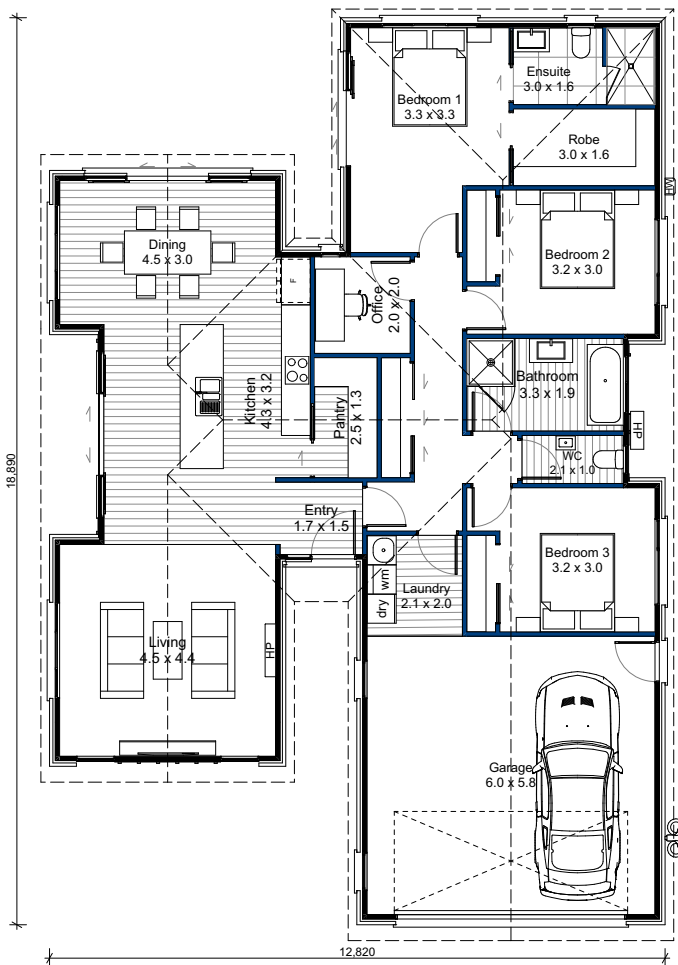 Ensuite
3.0 x 1.6
Bedroom 1
3.3 x 3.3
Robe
3.0 x 1.6
HW
Dining
4.5 x 3.0
Bedroom 2
3.2 x 3.0
F
Office
2.0 x 2.0
Kitchen
4.3 x 3.2
Pantry
2.5 x 1.3
Bathroom
3.3 x 1.9
HP
WC
2.1 x 1.0
18,890
Entry
1.7 x 1.5
Bedroom 3
3.2 x 3.0
wm
dry
Laundry
2.1 x 2.0
Living
4.5 x 4.4
HP
Garage
6.0 x 5.8
12,820